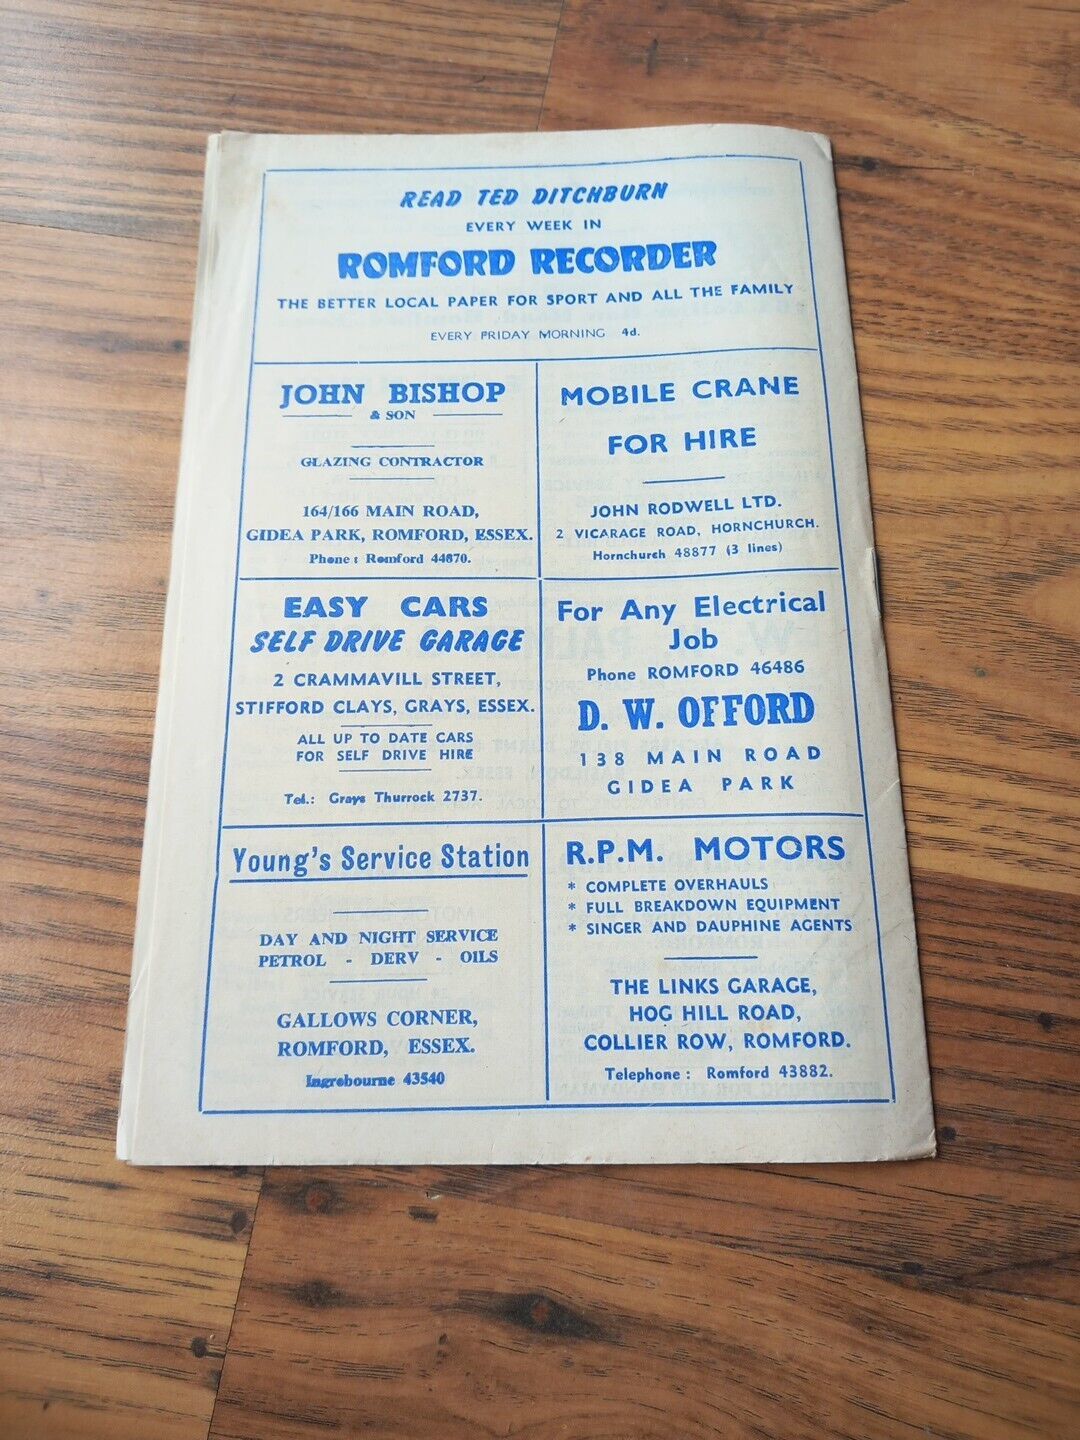 READ TED DITCHBURN
EVERY WEEK IN
ROMFORD RECORDER
THE BETTER LOCAL PAPER FOR SPORT AND ALL THE FAMILY
EVERY FRIDAY MORNING 4d.
JOHN BISHOP
& SON
GLAZING CONTRACTOR
164/166 MAIN ROAD,
GIDEA PARK, ROMFORD, ESSEX.
Phone: Romford 44870.
MOBILE CRANE
FOR HIRE
JOHN RODWELL LTD.
2 VICARAGE ROAD, HORNCHURCH.
Hornchurch 48877 (3 lines)
EASY CARS
SELF DRIVE GARAGE
2 CRAMMAVILL STREET,
STIFFORD CLAYS, GRAYS, ESSEX.
ALL UP TO DATE CARS
FOR SELF DRIVE HIRE
Tel.: Grays Thurrock 2737.
For Any Electrical
Job
Phone ROMFORD 46486
D. W. OFFORD
138 MAIN ROAD
GIDEA PARK
Young's Service Station
DAY AND NIGHT SERVICE
PETROL - DERV - OILS
GALLOWS CORNER,
ROMFORD, ESSEX.
Ingrebourne 43540
R.P.M. MOTORS
* COMPLETE OVERHAULS
* FULL BREAKDOWN EQUIPMENT
* SINGER AND DAUPHINE AGENTS
THE LINKS GARAGE,
HOG HILL ROAD,
COLLIER ROW, ROMFORD.
Telephone: Romford 43882.